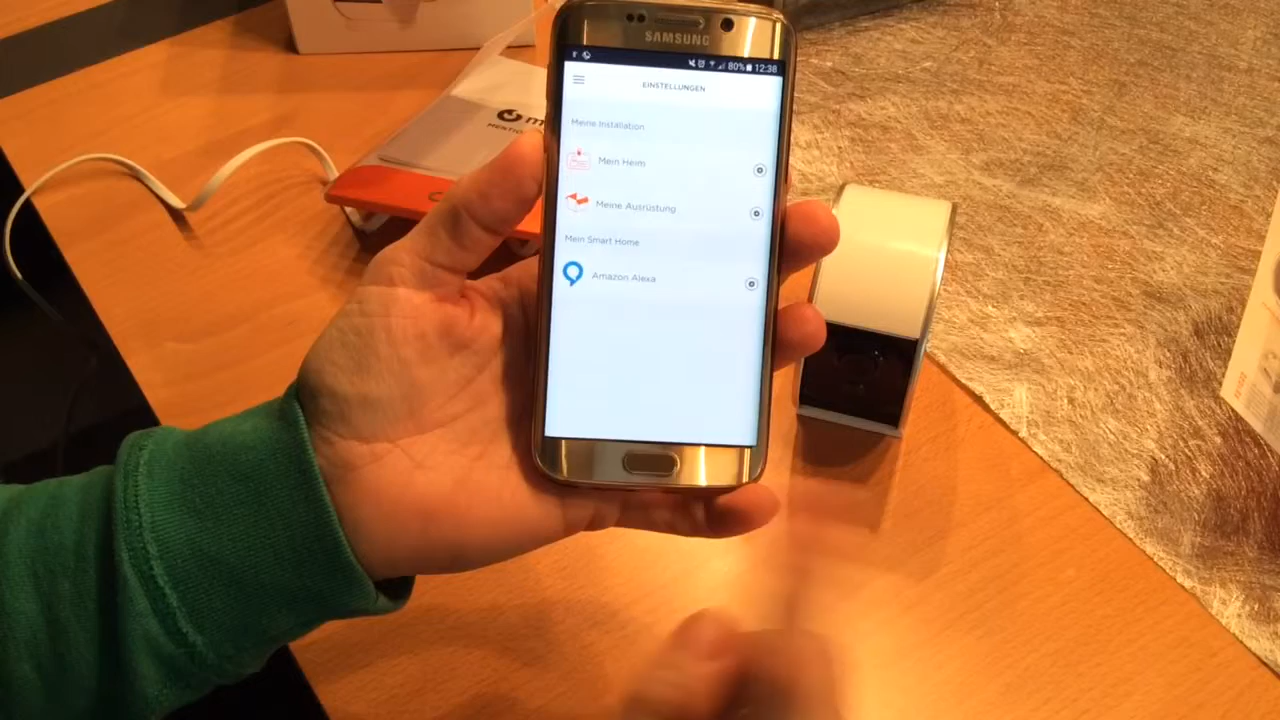 SAMSUNG
80% 12:38
EINSTELLUNGEN
Meine Installation
Mein Heim
Meine Ausrüstung
Mein Smart Home
Amazon Alexa